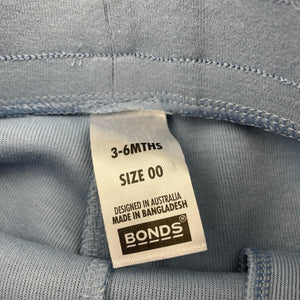 3-6MTHS
SIZE 00
DESIGNED IN AUSTRALIA
MADE IN BANGLADESH
BONDS®